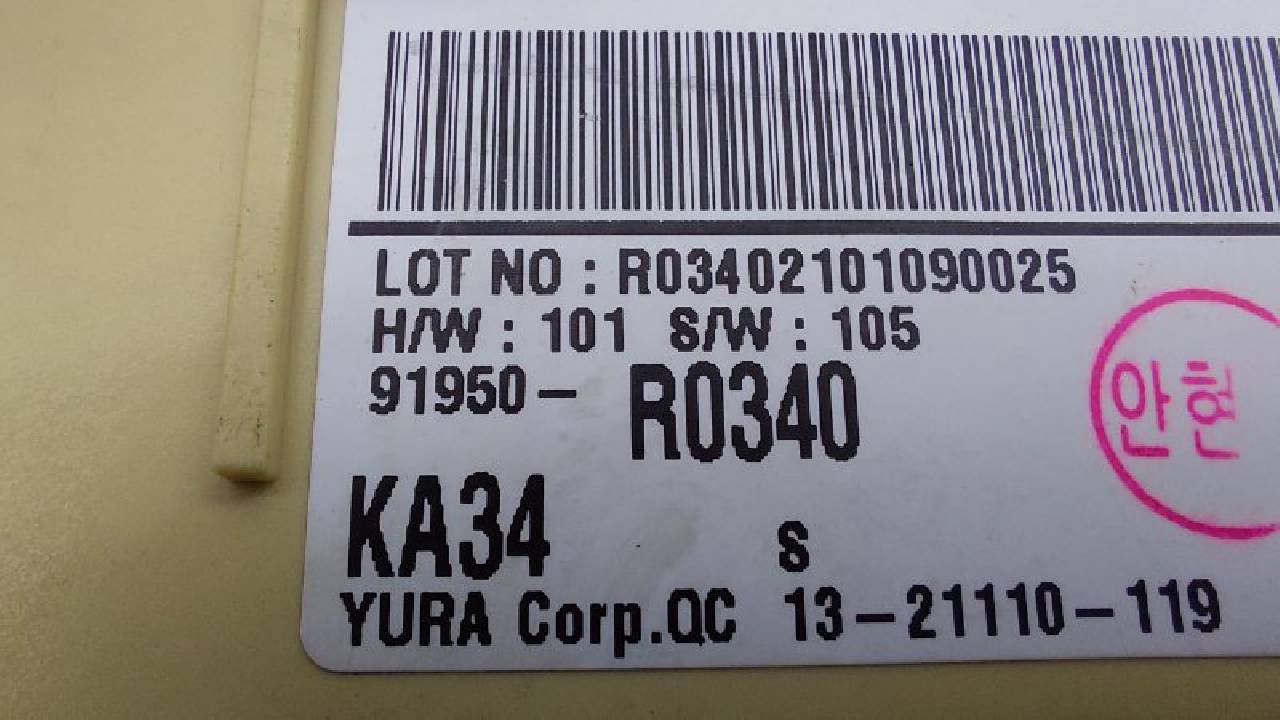 LOT NO : R03402101090025
H/W : 101 S/W : 105
91950- R0340
안현
KA34 S
YURA Corp.QC 13-21110-119